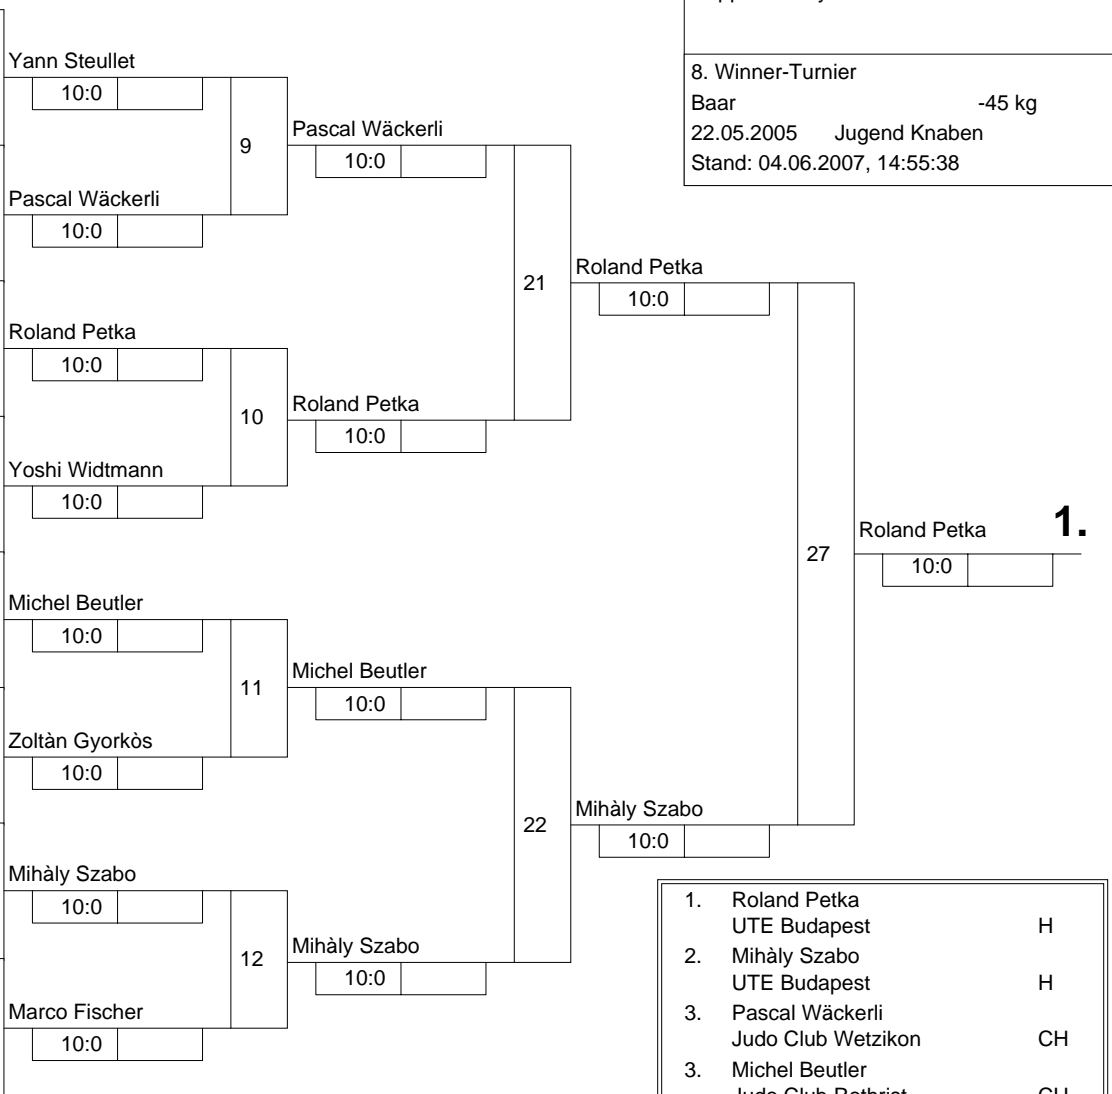 8. Winner-Turnier
Baar -45 kg
22.05.2005 Jugend Knaben
Stand: 04.06.2007, 14:55:38
Yann Steullet
10:0
9
Pascal Wäckerli
10:0
Pascal Wäckerli
10:0
21
Roland Petka
10:0
Roland Petka
10:0
10
Roland Petka
10:0
Yoshi Widtmann
10:0
27
Roland Petka 1.
10:0
Michel Beutler
10:0
11
Michel Beutler
10:0
Zoltàn Gyorkòs
10:0
22
Mihàly Szabo
10:0
Mihàly Szabo
10:0
12
Mihàly Szabo
10:0
Marco Fischer
10:0
1. Roland Petka
UTE Budapest H
2. Mihàly Szabo
UTE Budapest H
3. Pascal Wäckerli
Judo Club Wetzikon CH
3. Michel Beutler
Judo Club Rothrist CH